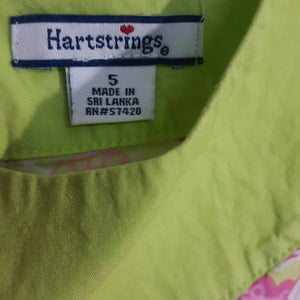 Hartstrings®
5
MADE IN
SRI LANKA
RN#57420